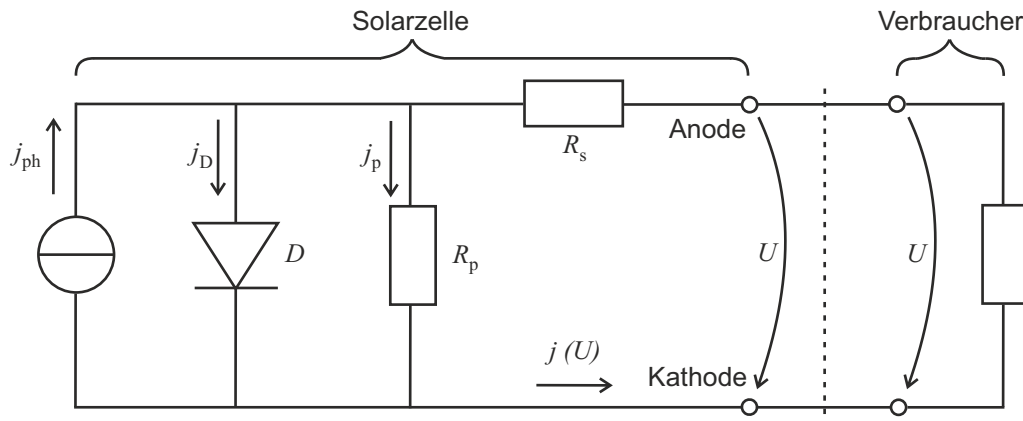 Solarzelle
Verbraucher
Anode
R_s
j_ph
j_D
j_p
D
R_p
U
U
j (U)
Kathode